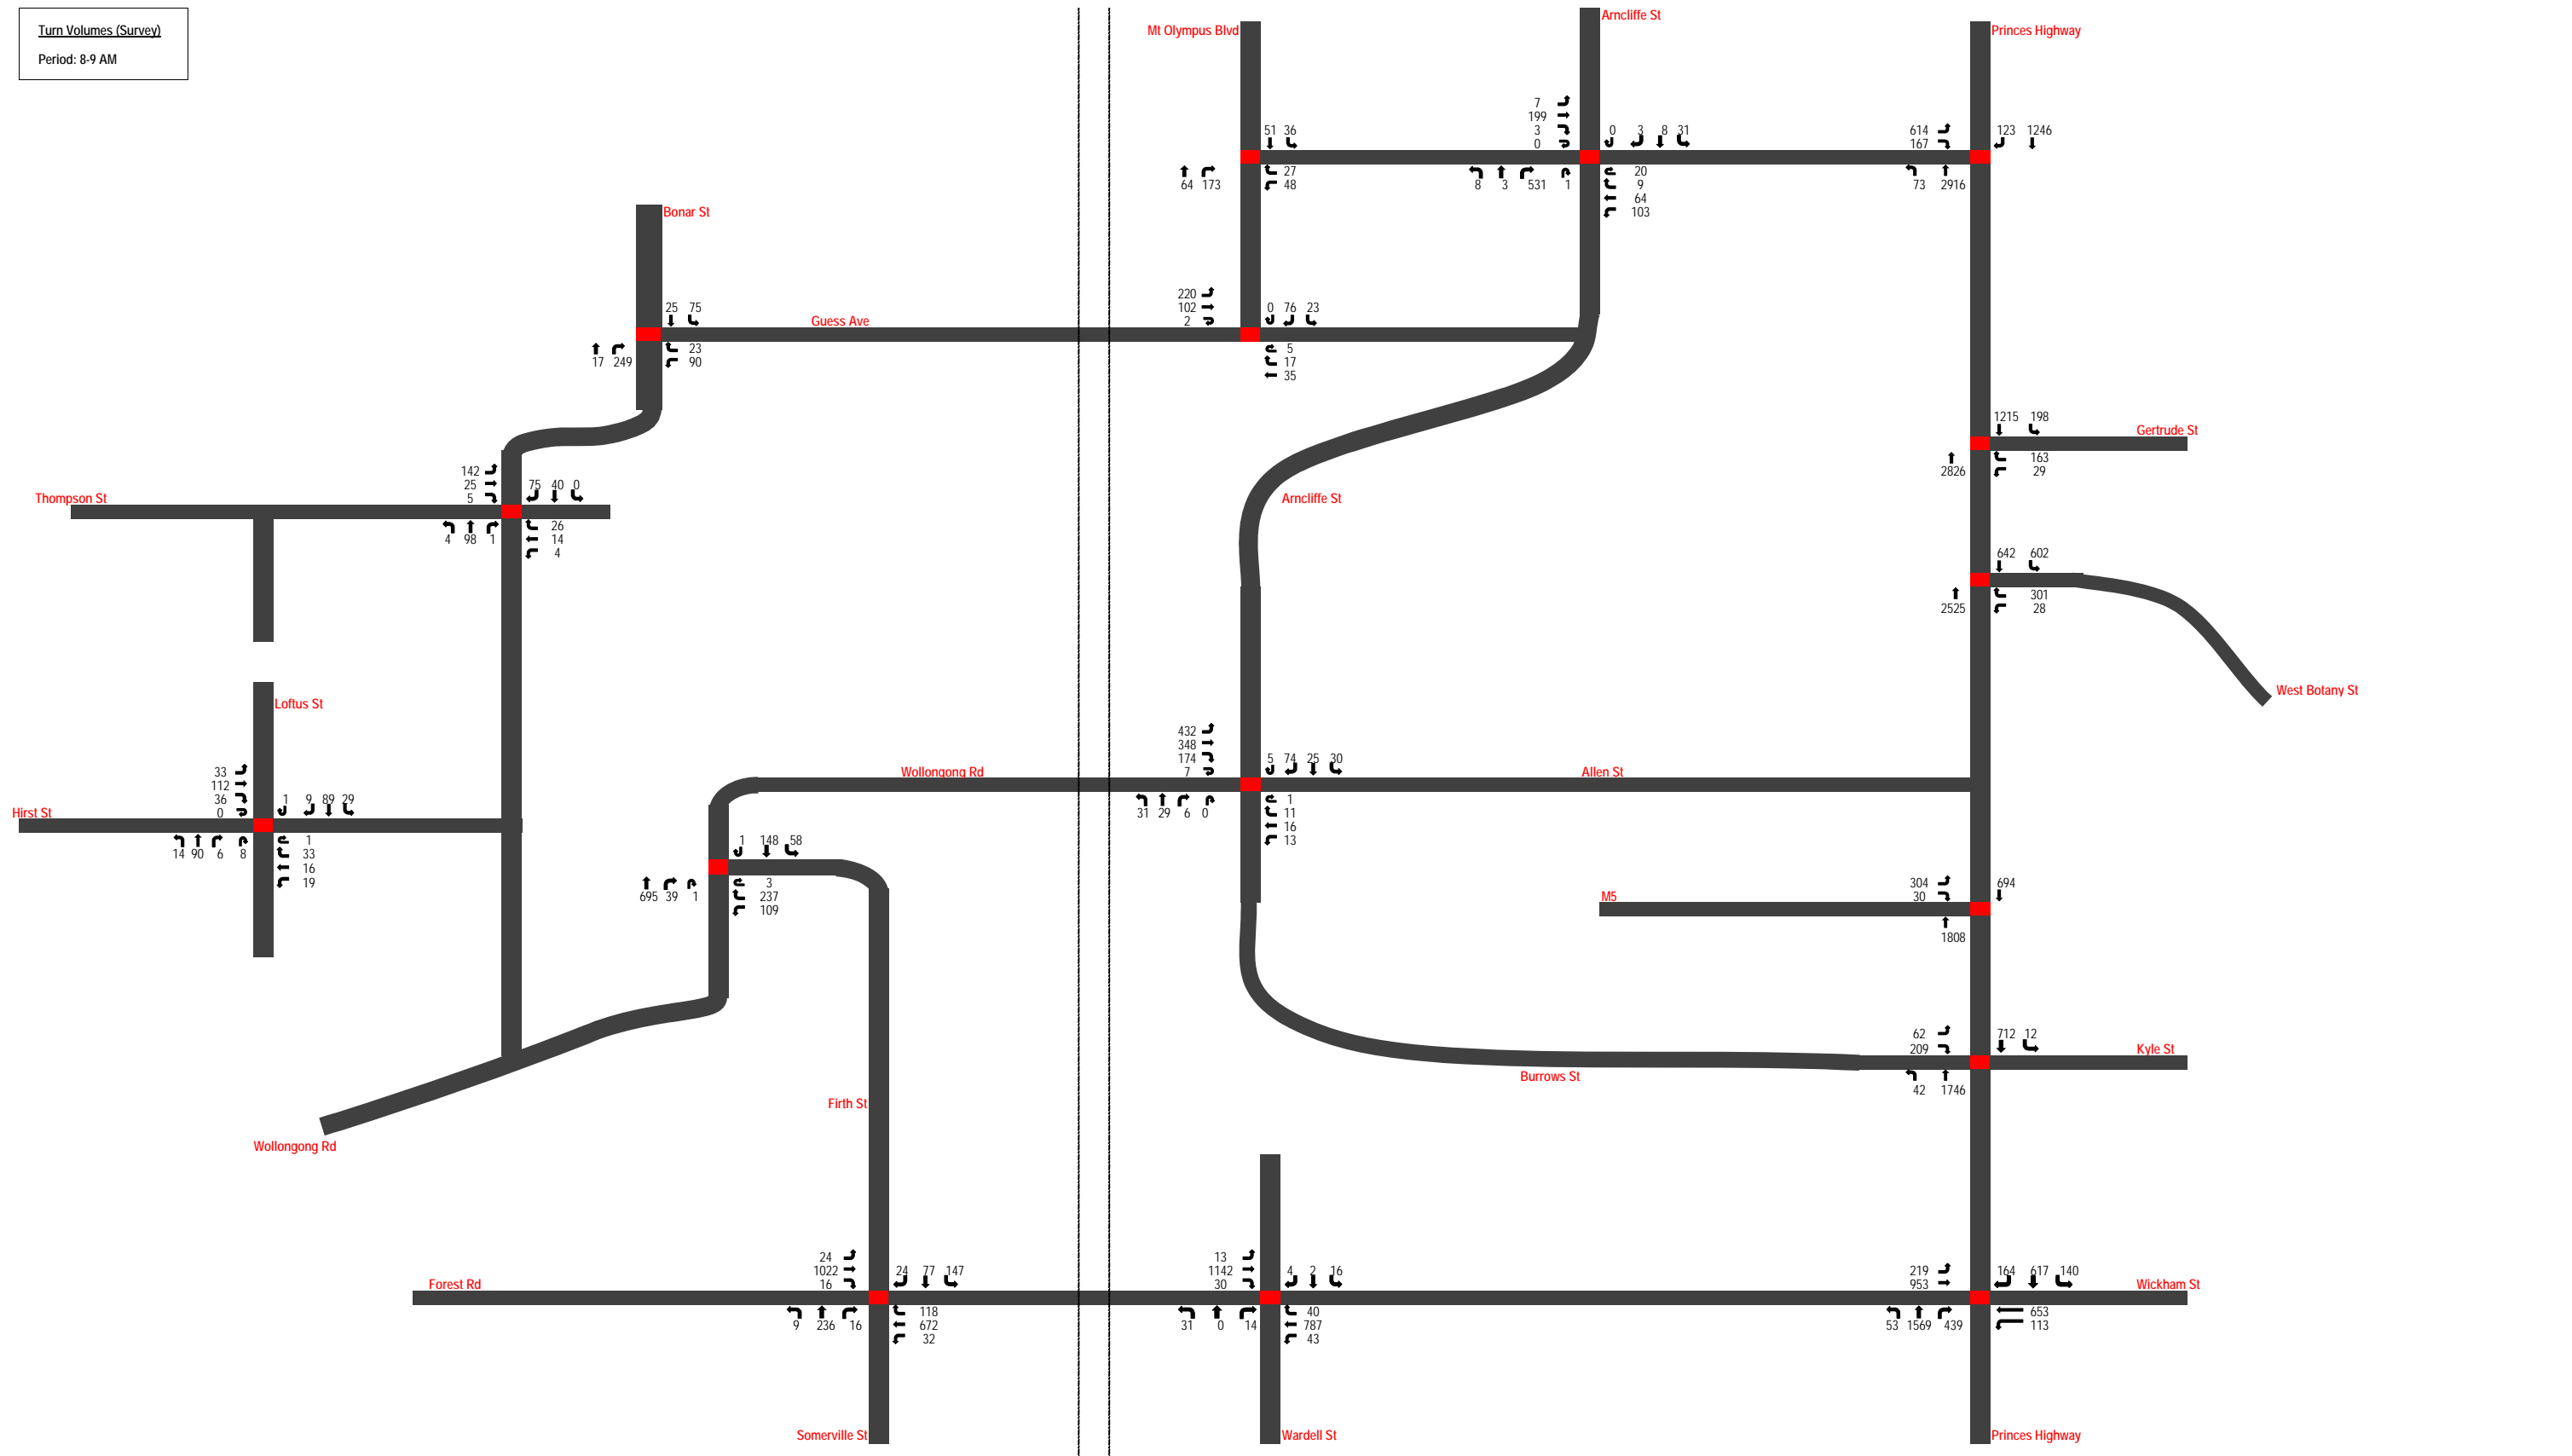 Turn Volumes (Survey)
Period: 8-9 AM
Mt Olympus Blvd
Arncliffe St
Princes Highway
7
199
3
0
0 3 8 31
8 3 531 1
20
9
64
103
51 36
64 173
27
48
614
167
123 1246
73 2916
Bonar St
25 75
17 249
23
90
Guess Ave
220
102
2
0 76 23
5
17
35
1215 198
Gertrude St
2826
163
29
Thompson St
142
25
5
75 40 0
4 98 1
26
14
4
Arncliffe St
642 602
2525
301
28
West Botany St
Loftus St
33
112
36
0
1 9 89 29
Hirst St
14 90 6 8
1
33
16
19
Wollongong Rd
432
348
174
7
5 74 25 30
Allen St
31 29 6 0
1
11
16
13
1 148 58
695 39 1
3
237
109
M5
304
30
694
1808
62
209
712 12
Kyle St
42 1746
Burrows St
Firth St
Wollongong Rd
Forest Rd
24
1022
16
24 77 147
9 236 16
118
672
32
13
1142
30
4 2 16
31 0 14
40
787
43
219
953
164 617 140
Wickham St
53 1569 439
653
113
Somerville St
Wardell St
Princes Highway